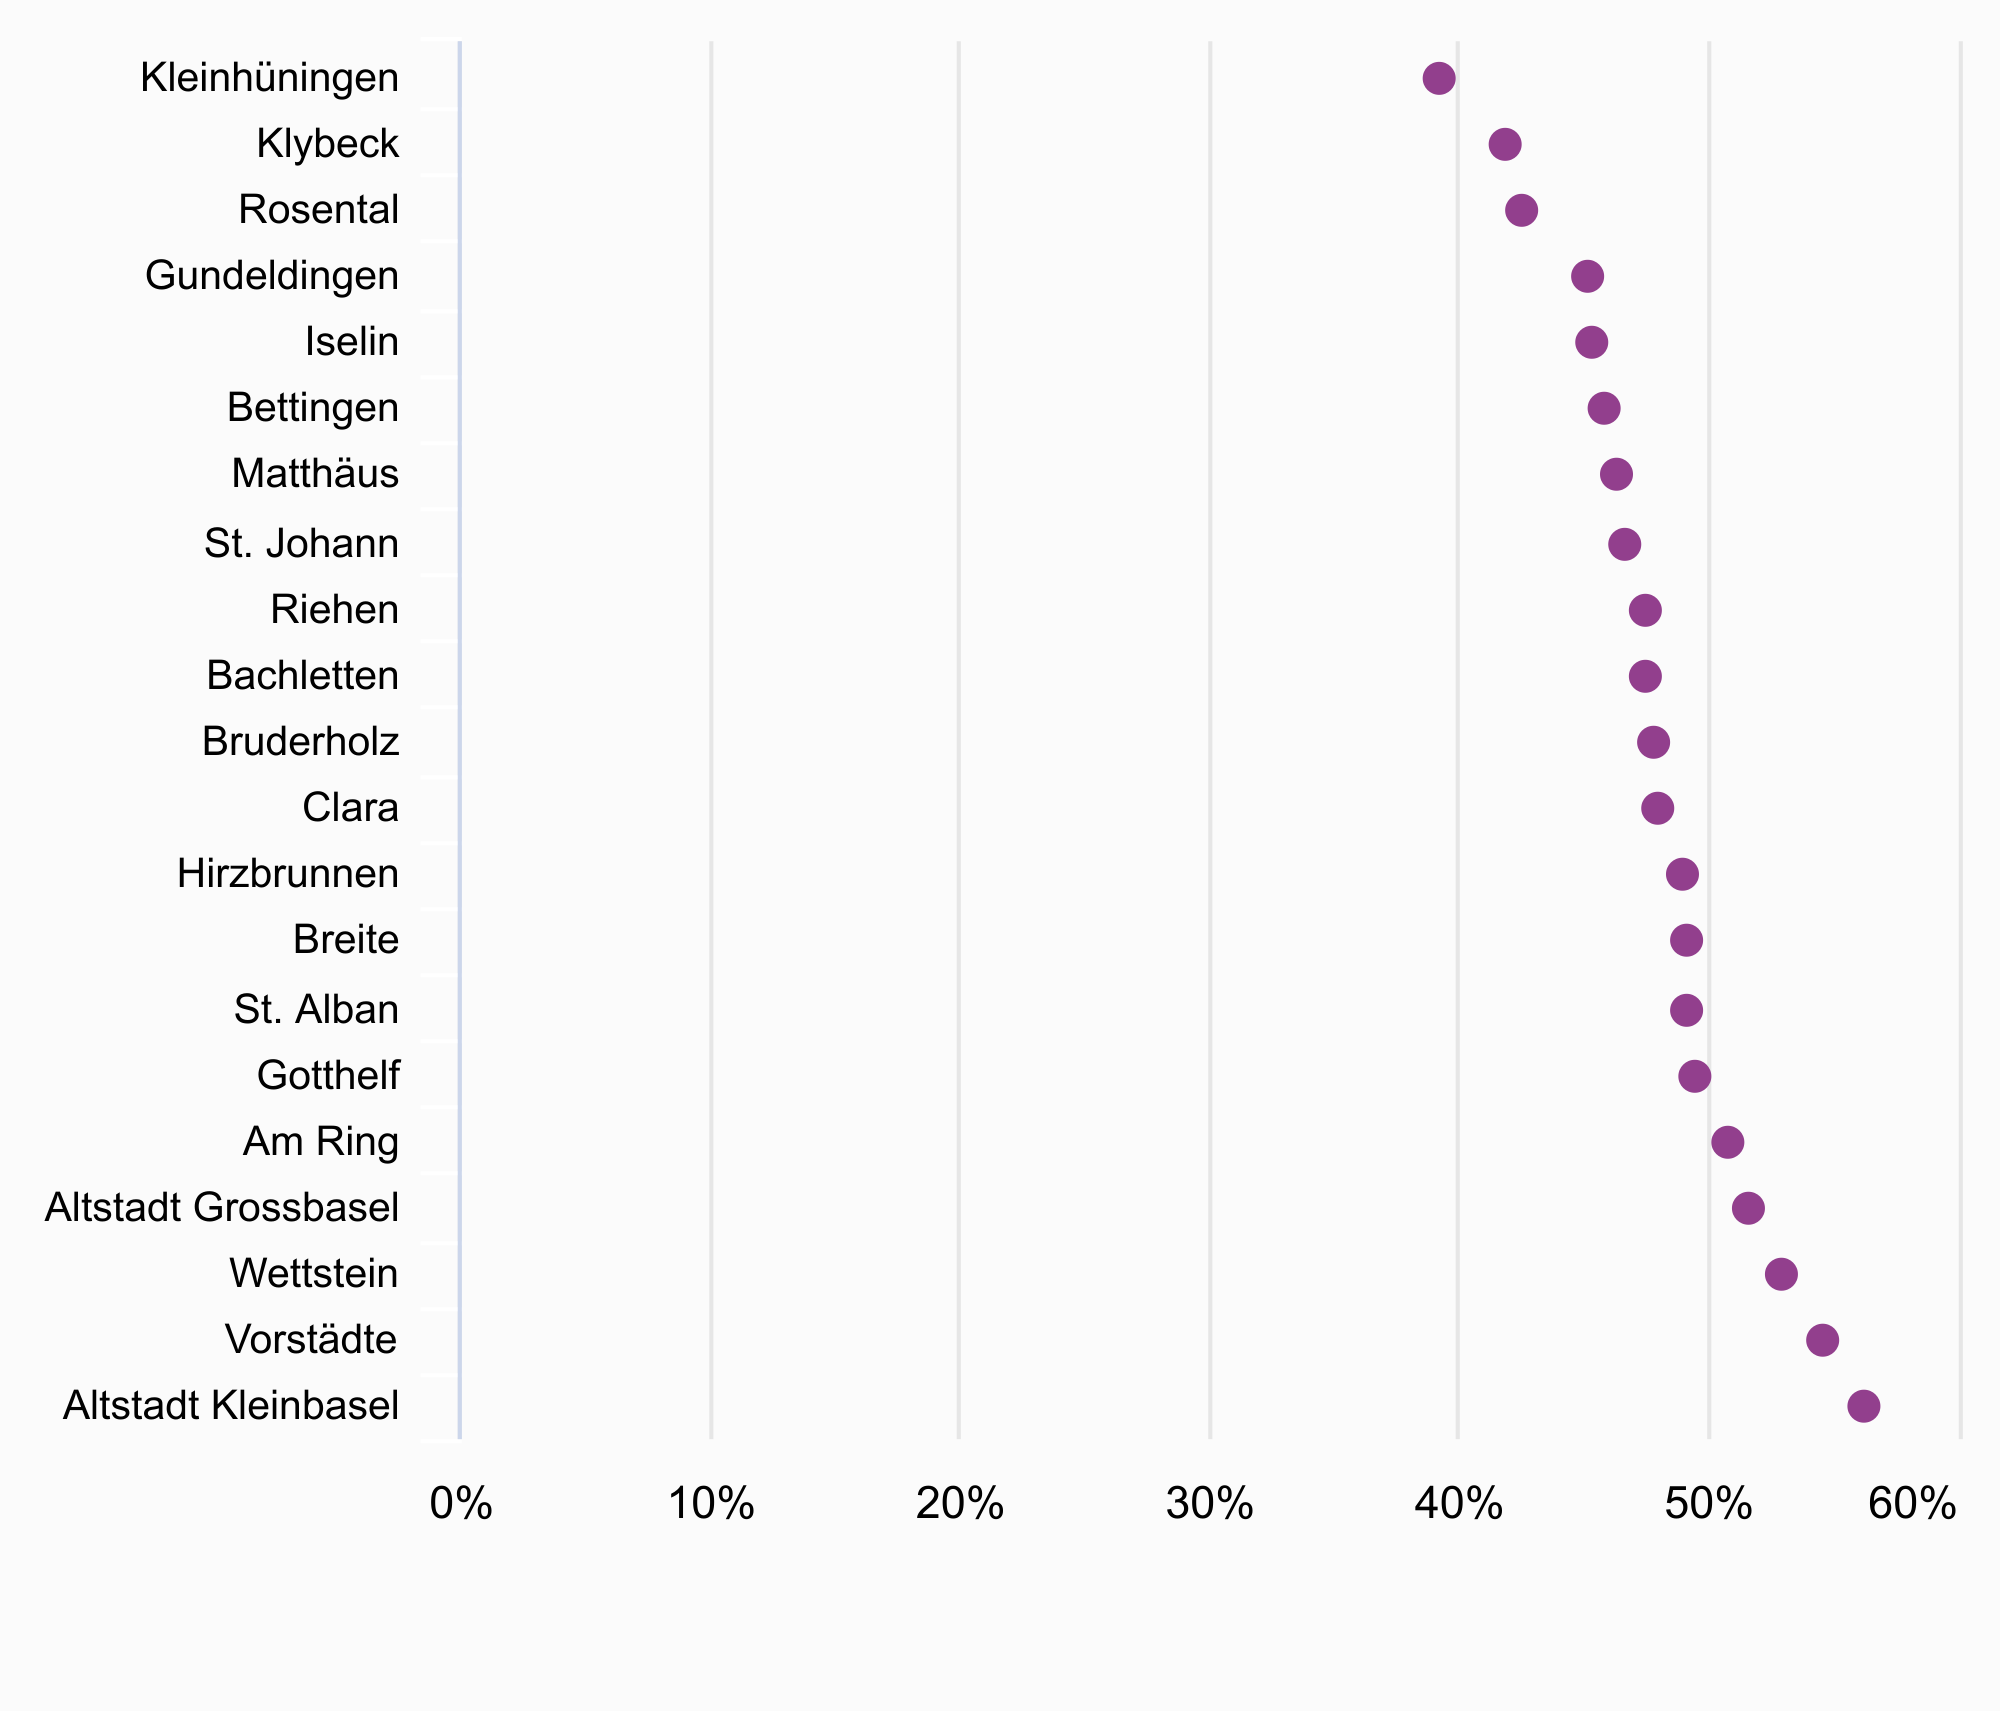 Kleinhüningen
Klybeck
Rosental
Gundeldingen
Iselin
Bettingen
Matthäus
St. Johann
Riehen
Bachletten
Bruderholz
Clara
Hirzbrunnen
Breite
St. Alban
Gotthelf
Am Ring
Altstadt Grossbasel
Wettstein
Vorstädte
Altstadt Kleinbasel
0% 10% 20% 30% 40% 50% 60%